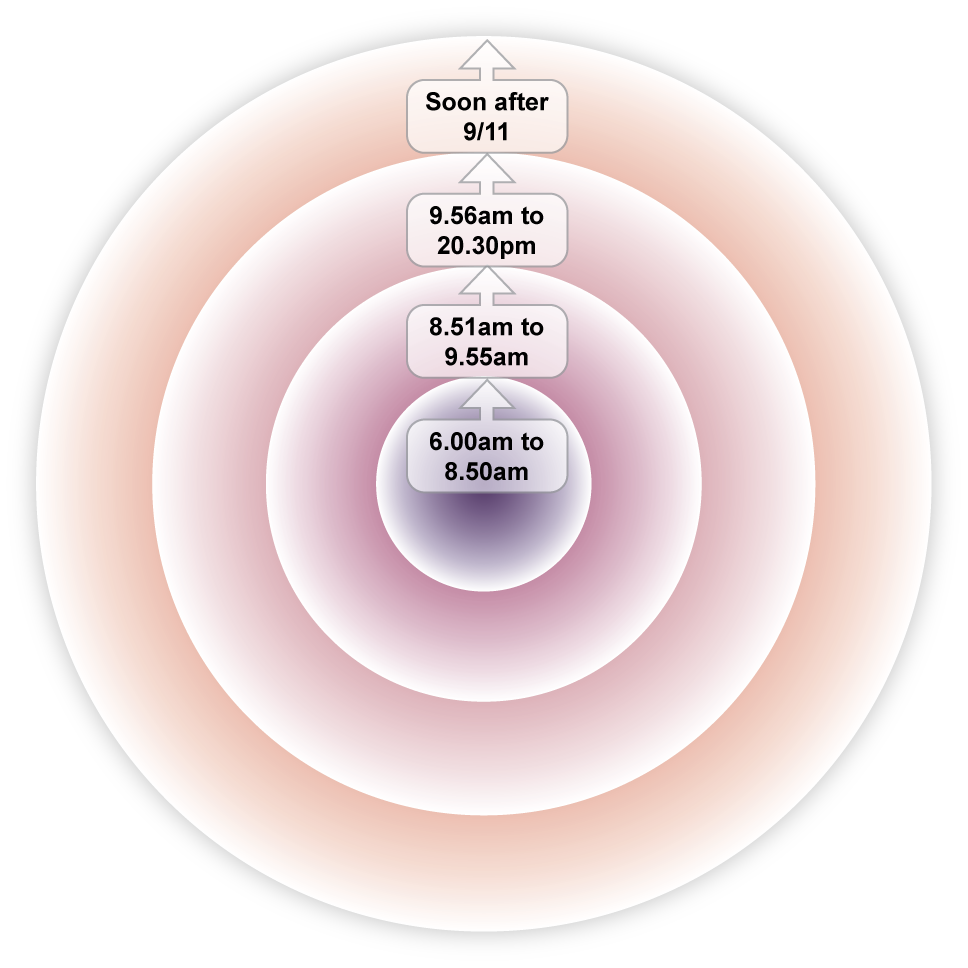 Soon after
9/11
9.56am to
20.30pm
8.51am to
9.55am
6.00am to
8.50am